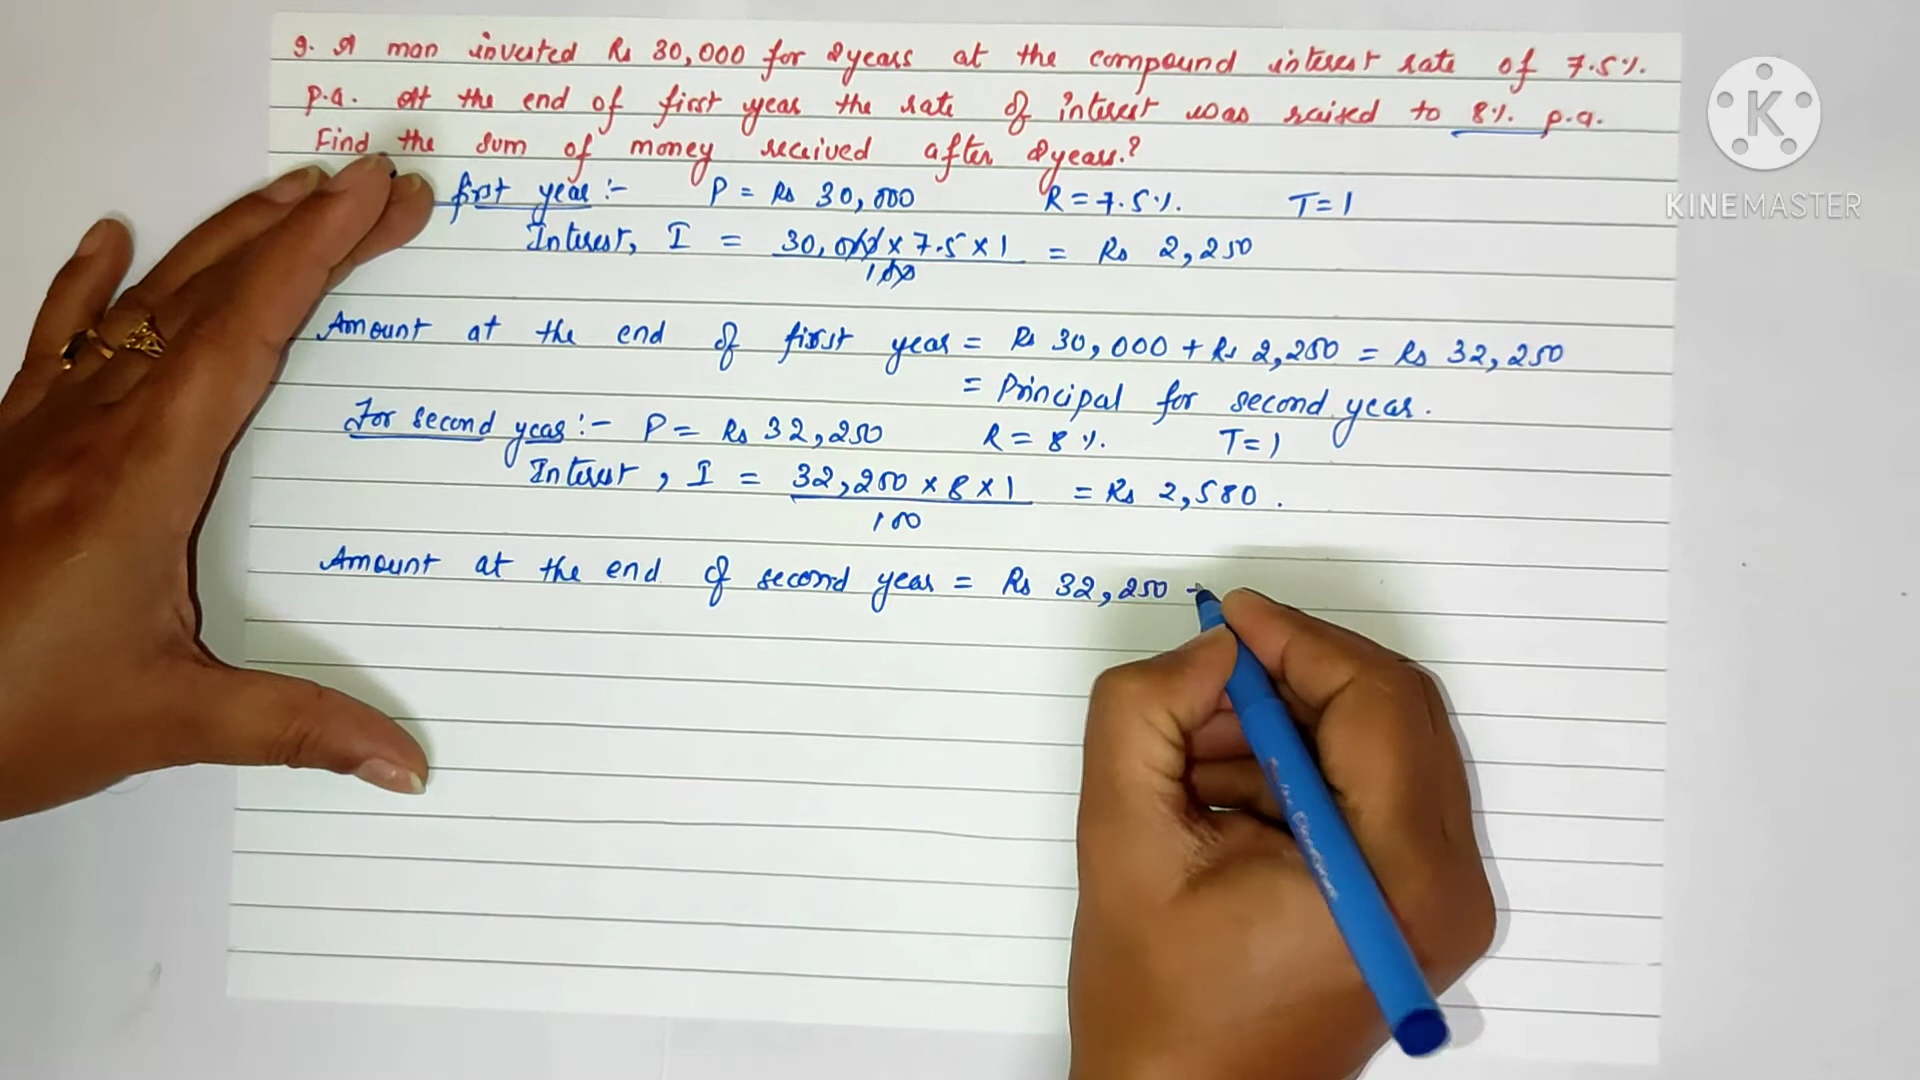 9. A man invested Rs 30,000 for 2years at the compound interest rate of 7.5%.
p.a. At the end of first year the rate of interest was raised to 8% p.a.
Find the sum of money received after 2years.?
first year :- P = Rs 30,000 R = 7.5%. T = 1
Interest, I = 30,000 x 7.5 x 1 = Rs 2,250
100
Amount at the end of first year = Rs 30,000 + Rs 2,250 = Rs 32,250
= Principal for second year.
For second year :- P = Rs 32,250 R = 8%. T = 1
Interest, I = 32,250 x 8 x 1 = Rs 2,580.
100
Amount at the end of second year = Rs 32,250
K
KINEMASTER